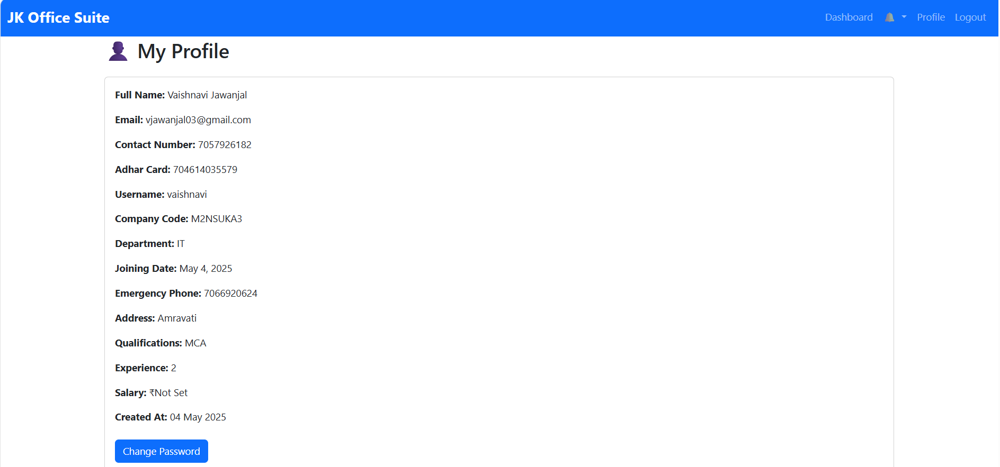 JK Office Suite
Dashboard Profile Logout
My Profile
Full Name: Vaishnavi Jawanjal
Email: vjawanjal03@gmail.com
Contact Number: 7057926182
Adhar Card: 704614035579
Username: vaishnavi
Company Code: M2NSUKA3
Department: IT
Joining Date: May 4, 2025
Emergency Phone: 7066920624
Address: Amravati
Qualifications: MCA
Experience: 2
Salary: ₹Not Set
Created At: 04 May 2025
Change Password